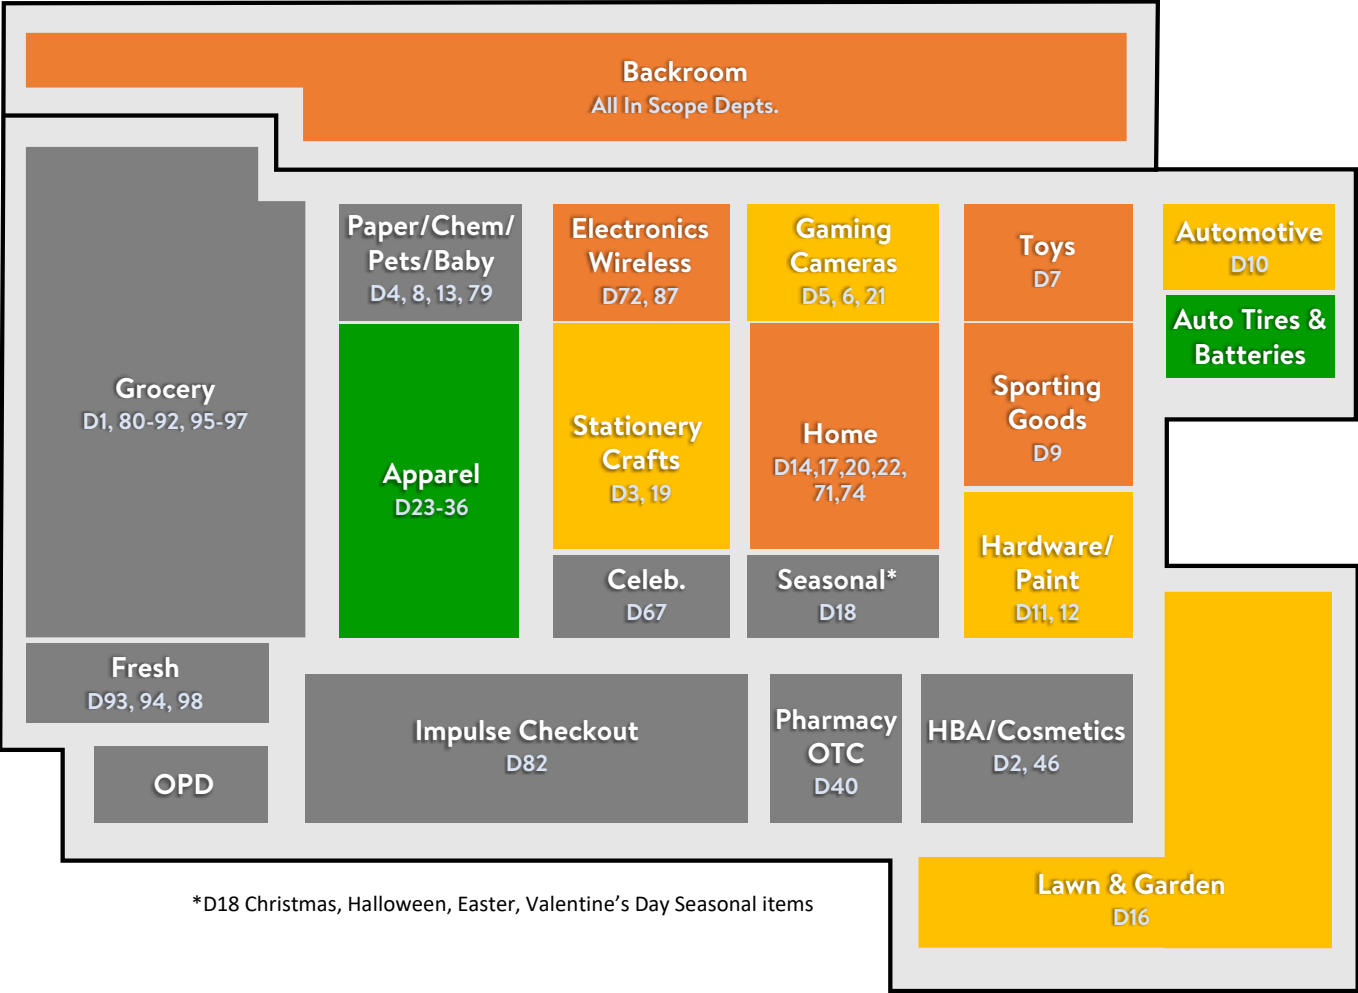 Backroom
All In Scope Depts.
Paper/Chem/
Pets/Baby
D4, 8, 13, 79
Electronics
Wireless
D72, 87
Gaming
Cameras
D5, 6, 21
Toys
D7
Automotive
D10
Auto Tires &
Batteries
Grocery
D1, 80-92, 95-97
Apparel
D23-36
Stationery
Crafts
D3, 19
Home
D14,17,20,22,
71,74
Sporting
Goods
D9
Hardware/
Paint
D11, 12
Celeb.
D67
Seasonal*
D18
Fresh
D93, 94, 98
OPD
Impulse Checkout
D82
Pharmacy
OTC
D40
HBA/Cosmetics
D2, 46
Lawn & Garden
D16
*D18 Christmas, Halloween, Easter, Valentine’s Day Seasonal items